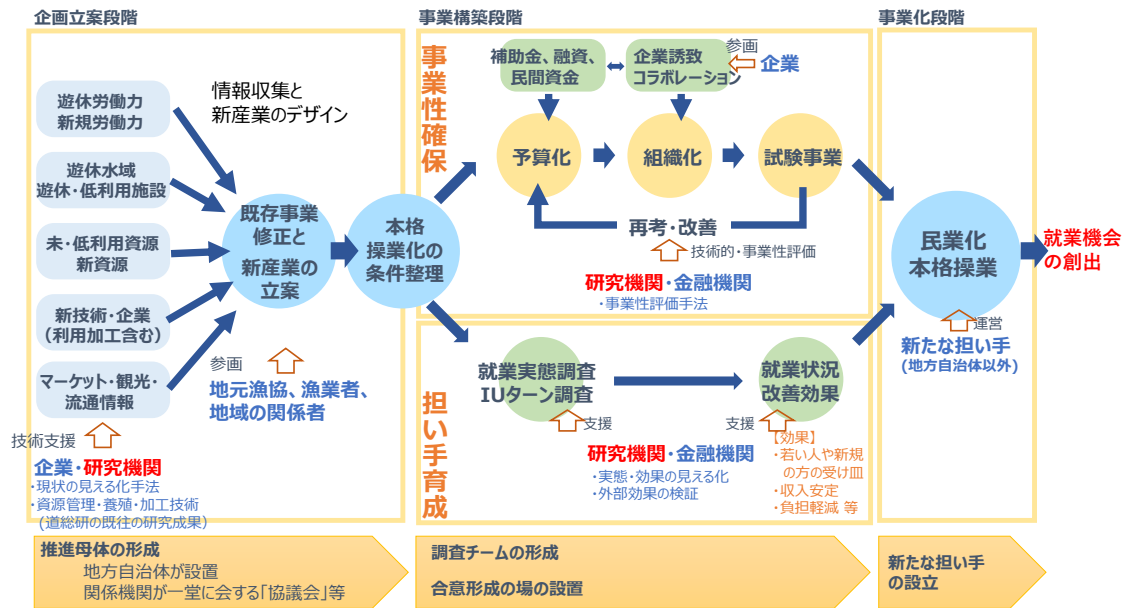 企画立案段階
事業構築段階
事業化段階
遊休労働力
新規労働力
遊休水域
遊休・低利用施設
未・低利用資源
新資源
新技術・企業
(利用加工含む)
マーケット・観光・
流通情報
情報収集と
新産業のデザイン
既存事業
修正と
新産業の
立案
本格
操業化の
条件整理
参画
地元漁協、漁業者、
地域の関係者
技術支援
企業・研究機関
・現状の見える化手法
・資源管理・養殖・加工技術
(道総研の既往の研究成果)
事業性確保
補助金、融資、
民間資金
企業誘致
コラボレーション
参画
企業
予算化
組織化
試験事業
再考・改善
技術的・事業性評価
研究機関・金融機関
・事業性評価手法
担い手育成
就業実態調査
IUターン調査
就業状況
改善効果
支援
研究機関・金融機関
・実態・効果の見える化
・外部効果の検証
支援
【効果】
・若い人や新規
の方の受け皿
・収入安定
・負担軽減 等
民業化
本格操業
運営
新たな担い手
(地方自治体以外)
就業機会
の創出
推進母体の形成
地方自治体が設置
関係機関が一堂に会する「協議会」等
調査チームの形成
合意形成の場の設置
新たな担い手
の設立